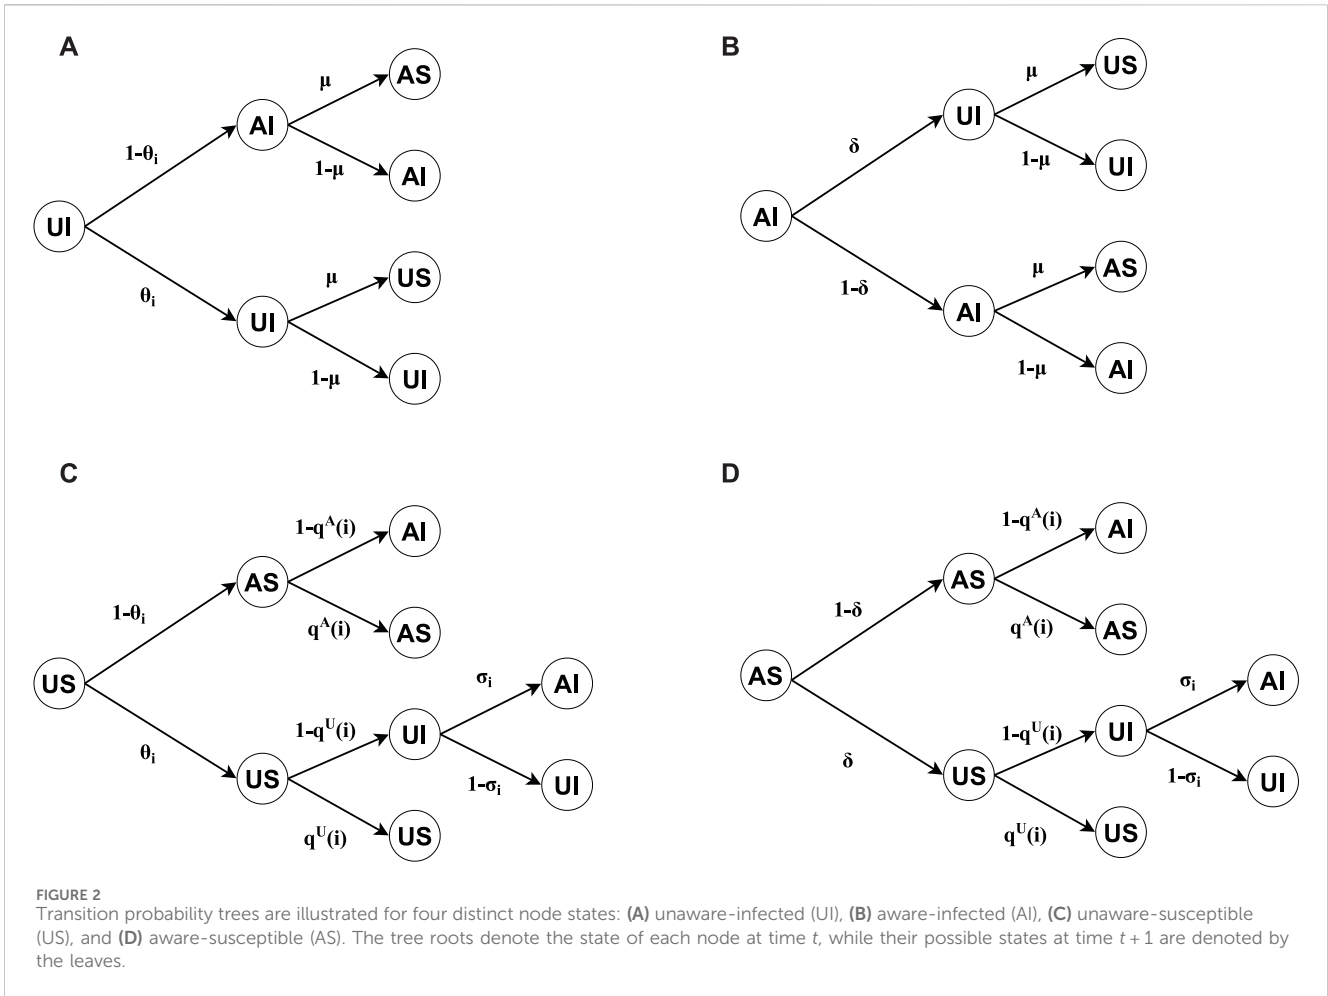 A
UI
1-θi
θi
AI
UI
μ
1-μ
μ
1-μ
AS
AI
US
UI
B
AI
δ
1-δ
UI
AI
μ
1-μ
μ
1-μ
US
UI
AS
AI
C
US
1-θi
θi
AS
US
1-q^A(i)
q^A(i)
1-q^U(i)
q^U(i)
AI
AS
UI
US
σi
1-σi
AI
UI
D
AS
1-δ
δ
AS
US
1-q^A(i)
q^A(i)
1-q^U(i)
q^U(i)
AI
AS
UI
US
σi
1-σi
AI
UI
FIGURE 2
Transition probability trees are illustrated for four distinct node states: (A) unaware-infected (UI), (B) aware-infected (AI), (C) unaware-susceptible
(US), and (D) aware-susceptible (AS). The tree roots denote the state of each node at time t, while their possible states at time t + 1 are denoted by
the leaves.